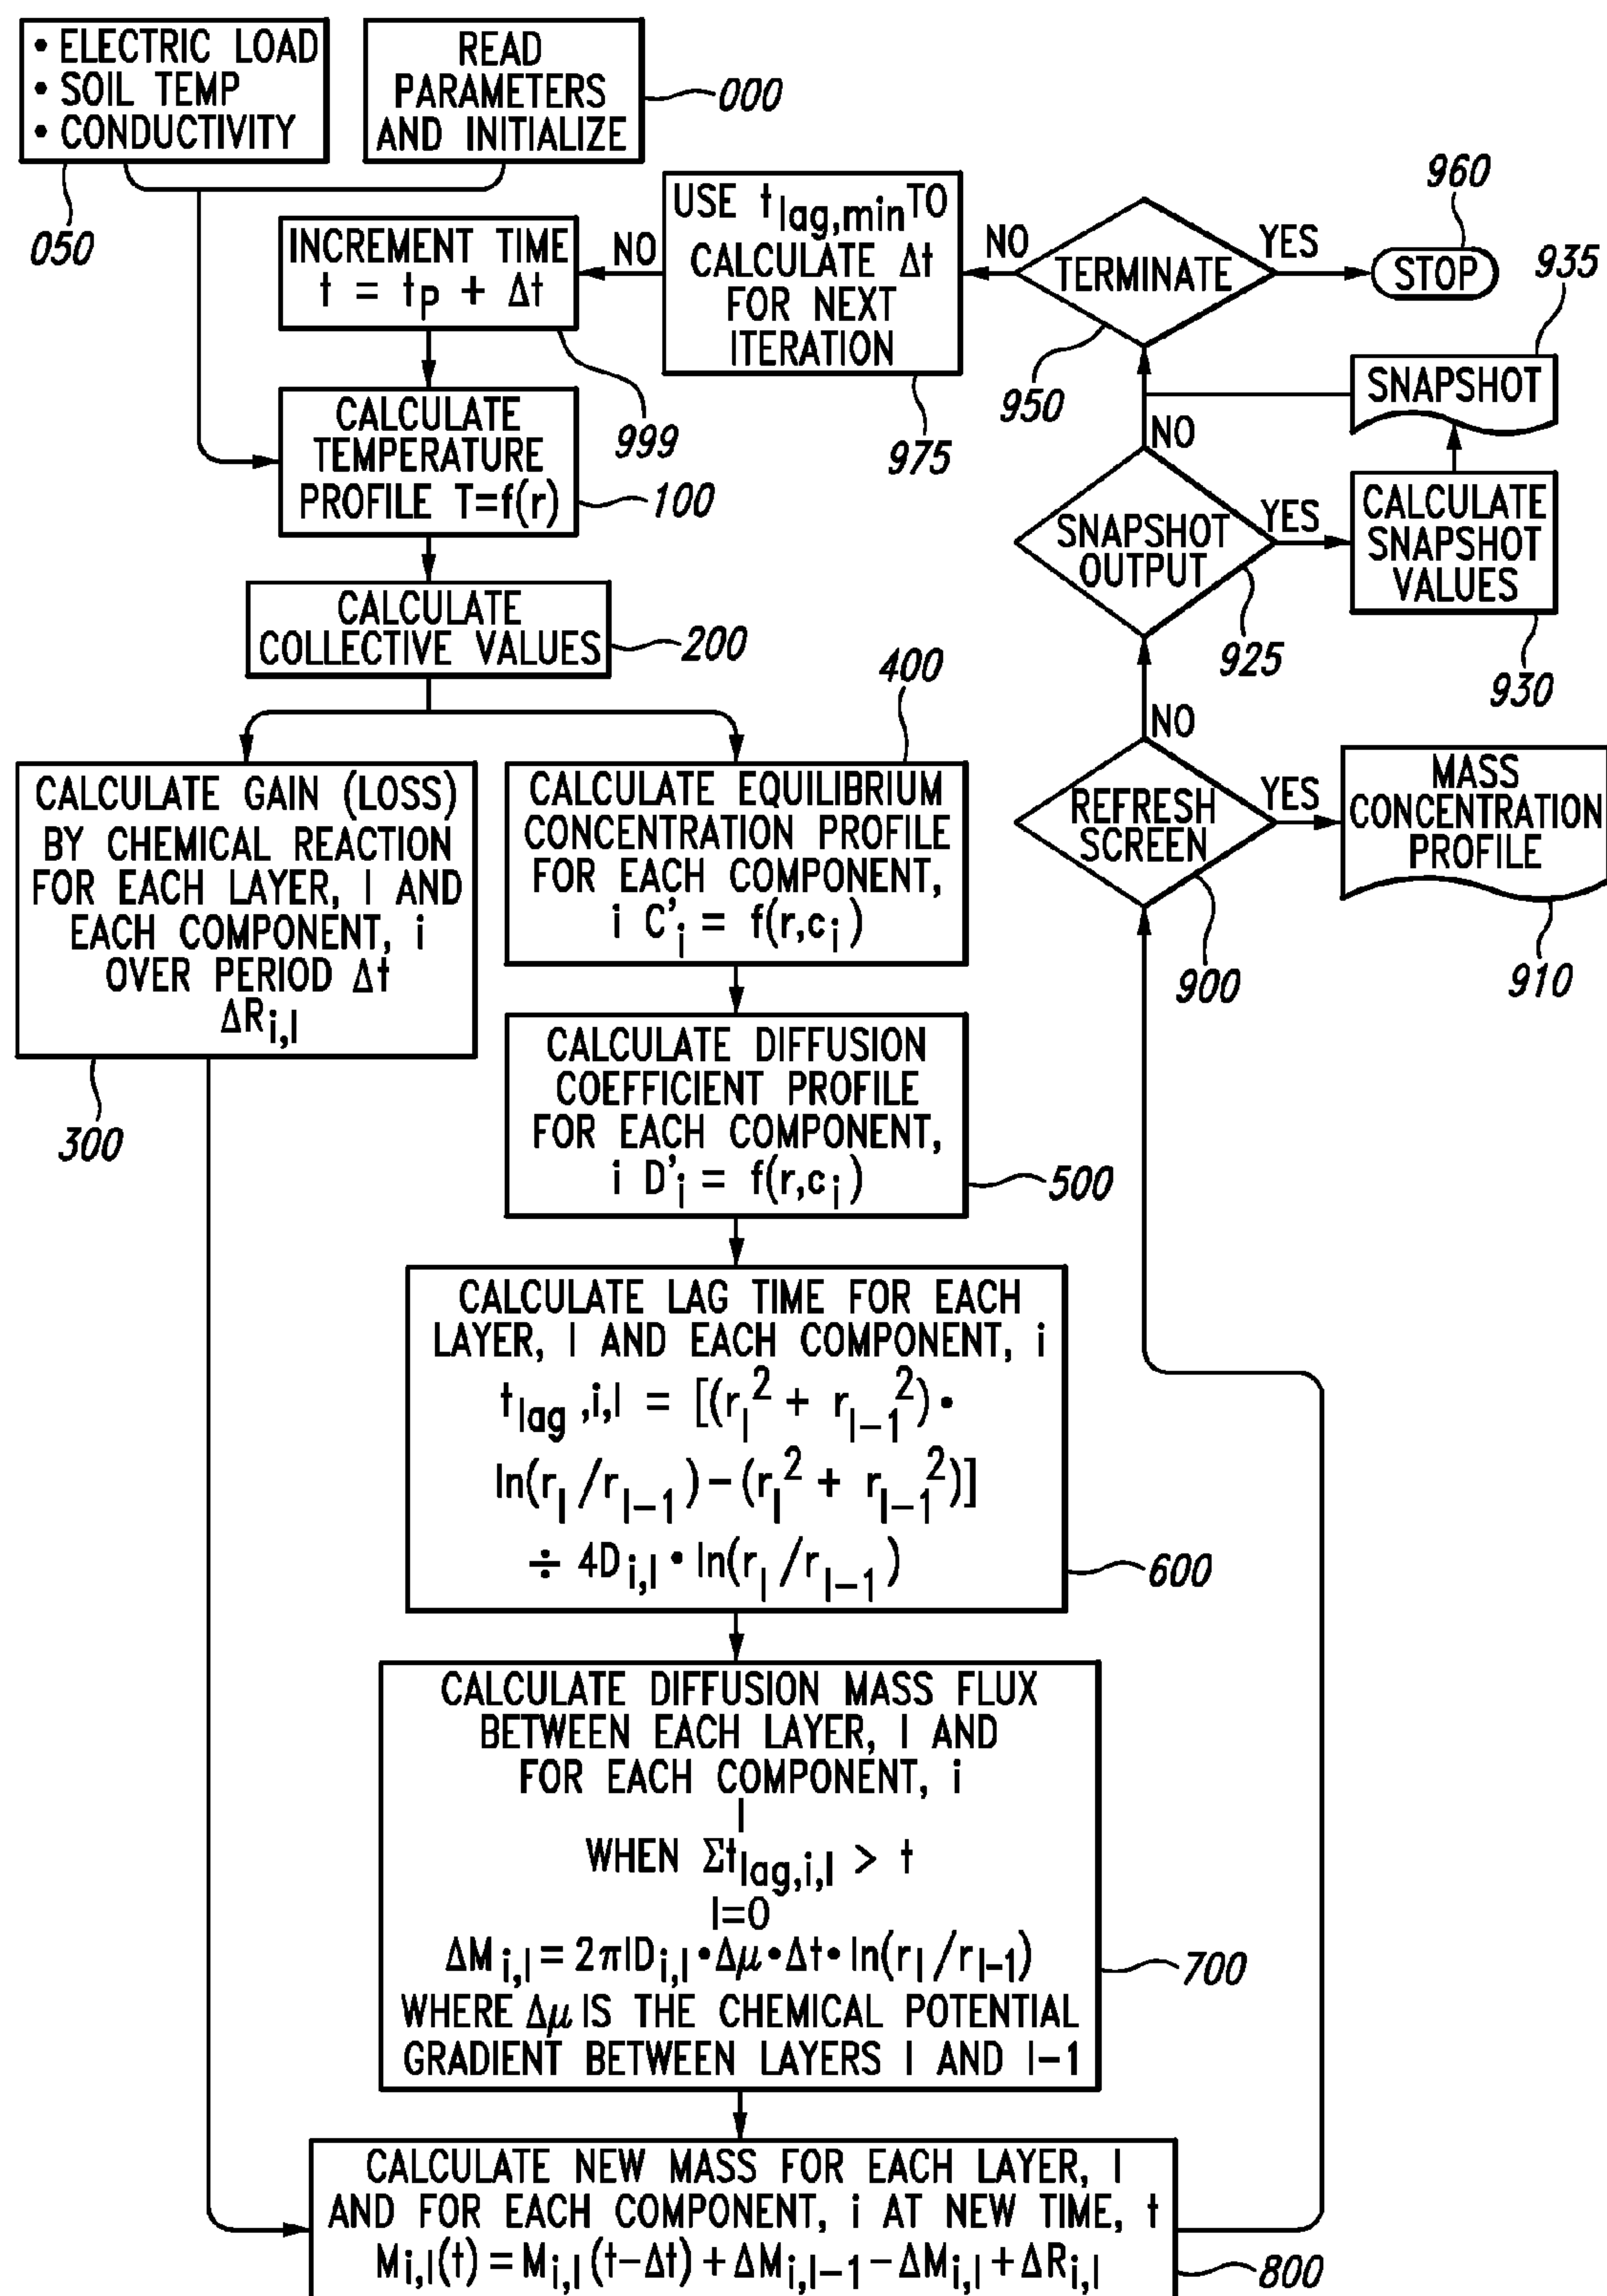 • ELECTRIC LOAD
• SOIL TEMP
• CONDUCTIVITY
050
READ
PARAMETERS
AND INITIALIZE
000
INCREMENT TIME
t = tp + Δt
999
NO
USE tlag,min TO
CALCULATE Δt
FOR NEXT
ITERATION
975
NO
TERMINATE
950
YES
STOP
960
SNAPSHOT
935
CALCULATE
TEMPERATURE
PROFILE T=f(r)
100
NO
SNAPSHOT
OUTPUT
925
YES
CALCULATE
SNAPSHOT
VALUES
930
CALCULATE
COLLECTIVE VALUES
200
NO
REFRESH
SCREEN
900
YES
MASS
CONCENTRATION
PROFILE
910
CALCULATE GAIN (LOSS)
BY CHEMICAL REACTION
FOR EACH LAYER, l AND
EACH COMPONENT, i
OVER PERIOD Δt
ΔRi,l
300
400
CALCULATE EQUILIBRIUM
CONCENTRATION PROFILE
FOR EACH COMPONENT,
i C'i = f(r,ci)
CALCULATE DIFFUSION
COEFFICIENT PROFILE
FOR EACH COMPONENT,
i D'i = f(r,ci)
500
CALCULATE LAG TIME FOR EACH
LAYER, l AND EACH COMPONENT, i
tlag ,i,l = [(rl² + rl-1²)•
ln(rl/rl-1)-(rl² + rl-1²)]
÷ 4Di,l•ln(rl/rl-1)
600
CALCULATE DIFFUSION MASS FLUX
BETWEEN EACH LAYER, l AND
FOR EACH COMPONENT, i
l
WHEN Σtlag,i,l > t
l=0
ΔMi,l=2πlDi,l•Δμ•Δt•ln(rl/rl-1)
WHERE Δμ IS THE CHEMICAL POTENTIAL
GRADIENT BETWEEN LAYERS l AND l-1
700
CALCULATE NEW MASS FOR EACH LAYER, l
AND FOR EACH COMPONENT, i AT NEW TIME, t
Mi,l(t)=Mi,l(t-Δt)+ΔMi,l-1-ΔMi,l+ΔRi,l
800